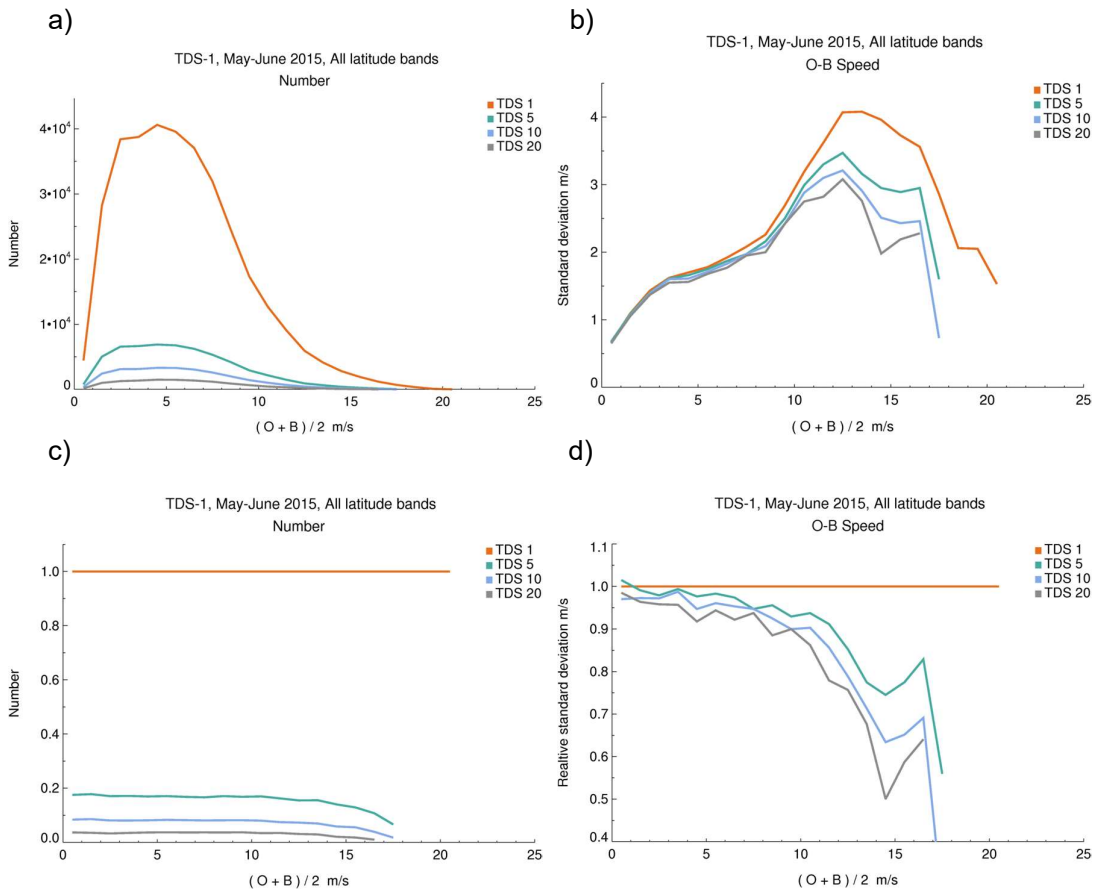 a)
TDS-1, May-June 2015, All latitude bands
Number
TDS 1
TDS 5
TDS 10
TDS 20
4•10⁴
3•10⁴
2•10⁴
1•10⁴
0
Number
0 5 10 15 20 25
( O + B ) / 2 m/s
b)
TDS-1, May-June 2015, All latitude bands
O-B Speed
TDS 1
TDS 5
TDS 10
TDS 20
4
3
2
1
0
Standard deviation m/s
0 5 10 15 20 25
( O + B ) / 2 m/s
c)
TDS-1, May-June 2015, All latitude bands
Number
TDS 1
TDS 5
TDS 10
TDS 20
1.0
0.8
0.6
0.4
0.2
0.0
Number
0 5 10 15 20 25
( O + B ) / 2 m/s
d)
TDS-1, May-June 2015, All latitude bands
O-B Speed
TDS 1
TDS 5
TDS 10
TDS 20
1.1
1.0
0.9
0.8
0.7
0.6
0.5
0.4
Realtive standard deviation m/s
0 5 10 15 20 25
( O + B ) / 2 m/s